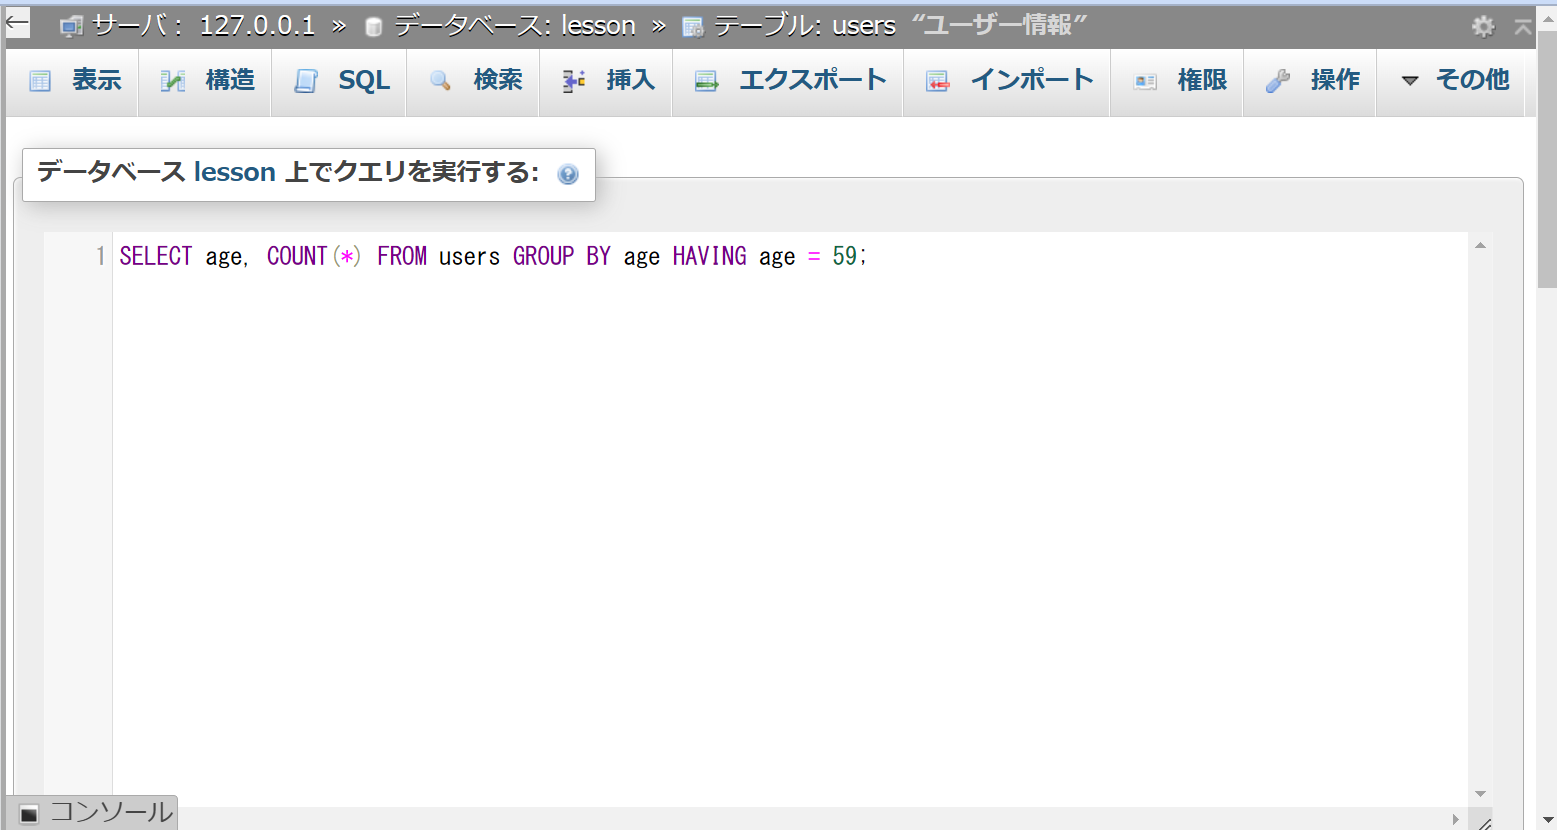 サーバ: 127.0.0.1 » データベース: lesson » テーブル: users “ユーザー情報”
表示 構造 SQL 検索 挿入 エクスポート インポート 権限 操作 その他
データベース lesson 上でクエリを実行する:
1 SELECT age, COUNT(*) FROM users GROUP BY age HAVING age = 59;
コンソール